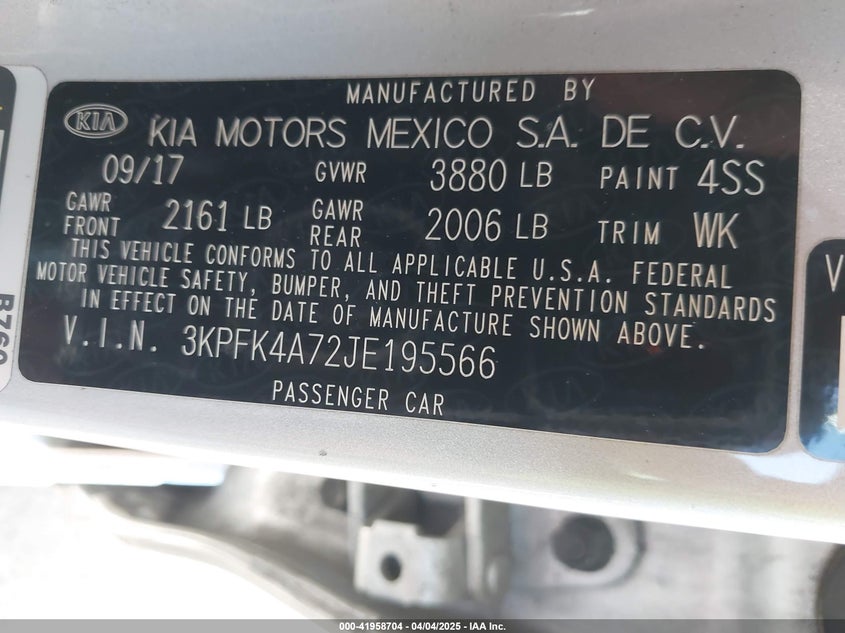 MANUFACTURED BY
KIA KIA MOTORS MEXICO S.A. DE C.V.
09/17 GVWR 3880 LB PAINT 4SS
GAWR FRONT 2161 LB GAWR REAR 2006 LB TRIM WK
THIS VEHICLE CONFORMS TO ALL APPLICABLE U.S.A. FEDERAL
MOTOR VEHICLE SAFETY, BUMPER, AND THEFT PREVENTION STANDARDS
IN EFFECT ON THE DATE OF MANUFACTURE SHOWN ABOVE.
V.I.N. 3KPFK4A72JE195566
PASSENGER CAR
000-41958704 - 04/04/2025 - IAA Inc.